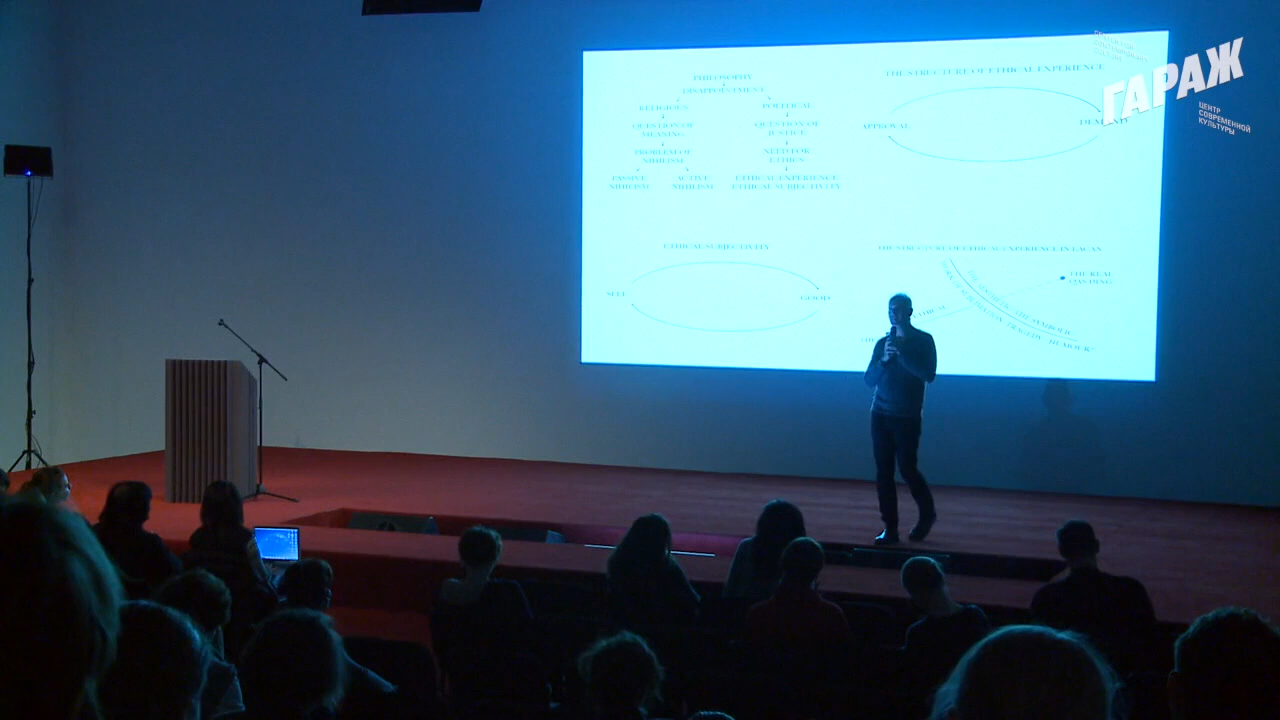 PHILOSOPHY
DISAPPOINTMENT
RELIGIOUS
POLITICAL
QUESTION OF
MEANING
QUESTION OF
JUSTICE
PROBLEM OF
NIHILISM
NEED FOR
ETHICS
PASSIVE
NIHILISM
ACTIVE
NIHILISM
ETHICAL EXPERIENCE
ETHICAL SUBJECTIVITY
THE STRUCTURE OF ETHICAL EXPERIENCE
APPROVAL
DEMAND
ETHICAL SUBJECTIVITY
SELF
GOOD
THE STRUCTURE OF ETHICAL EXPERIENCE IN LACAN
THE REAL
TRAGEDY HUMOUR
ГАРАЖ
ЦЕНТР
СОВРЕМЕННОЙ
КУЛЬТУРЫ